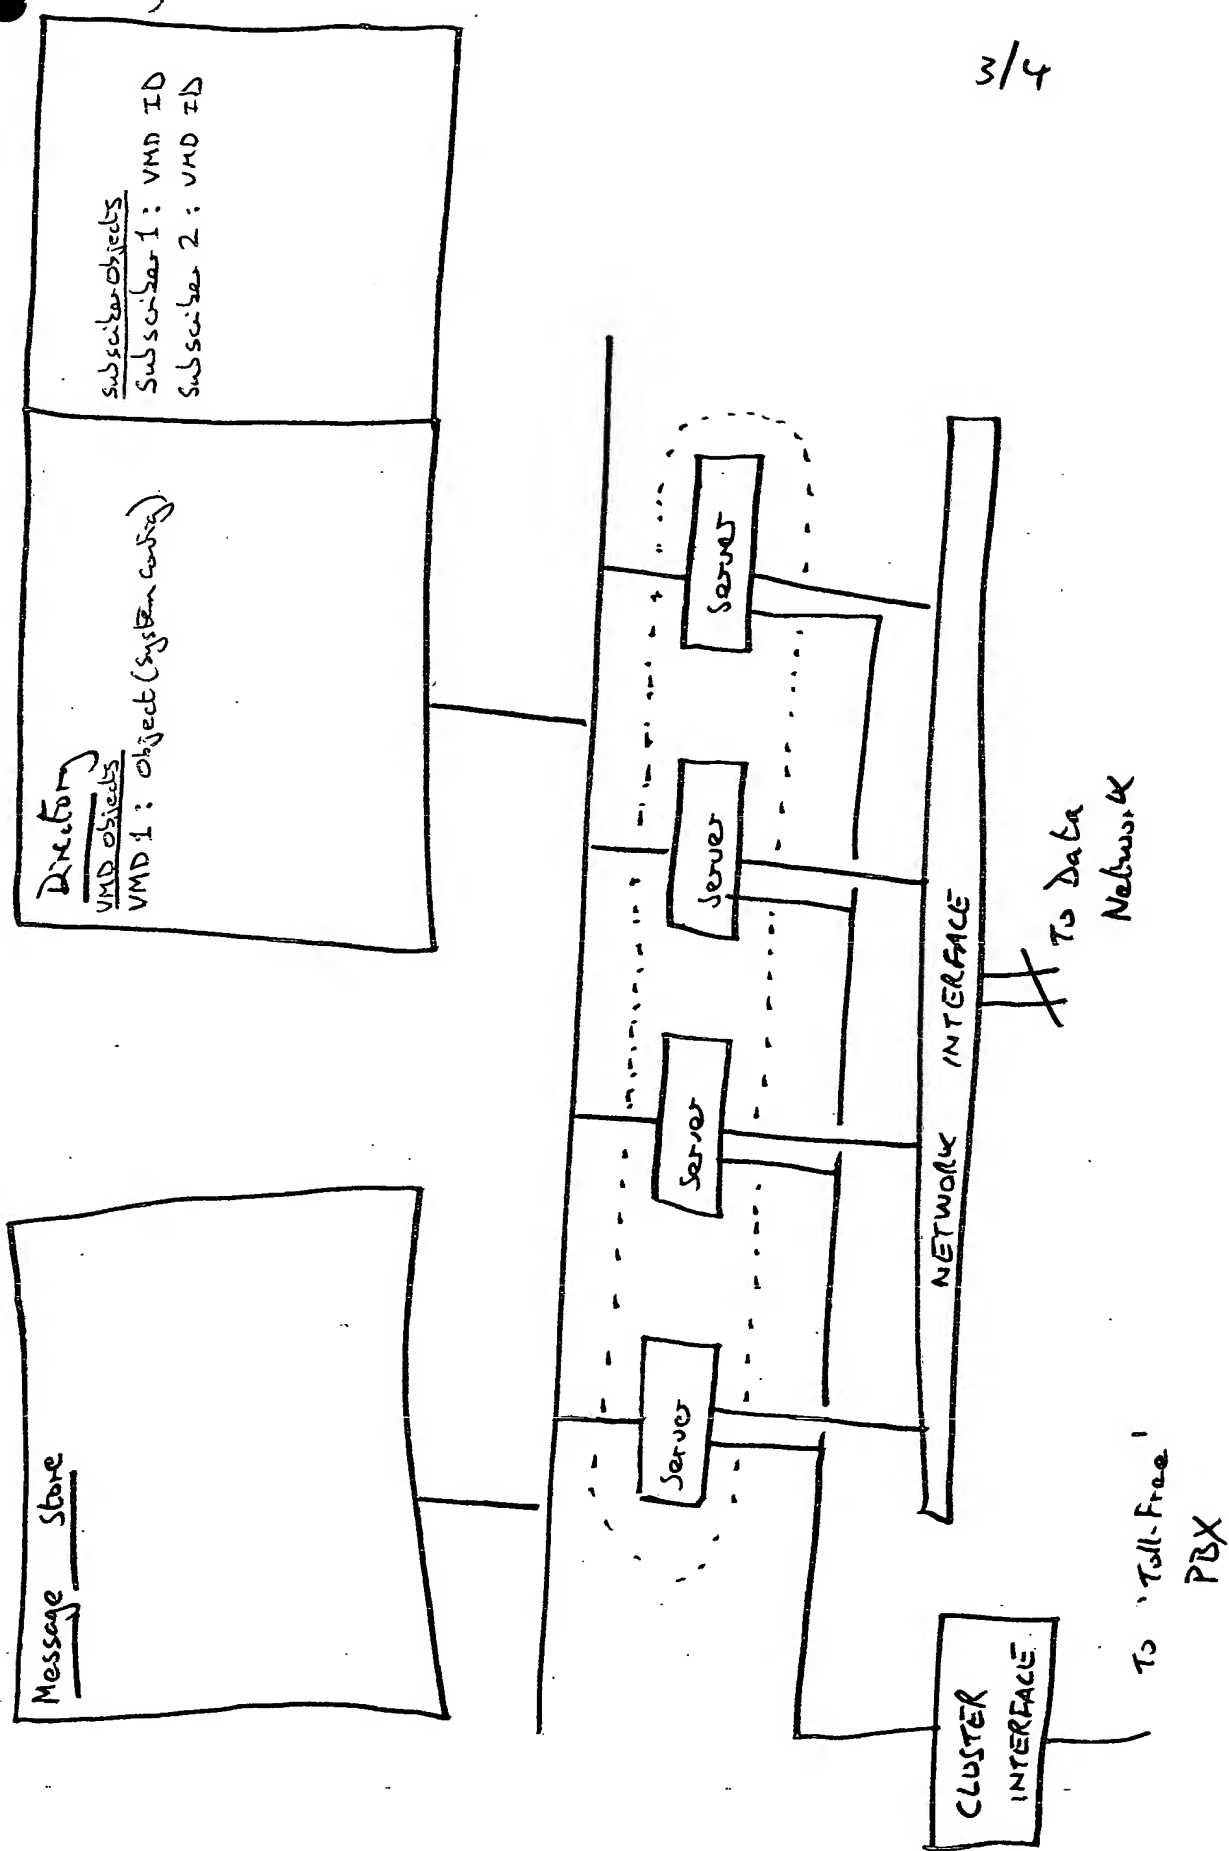 3/4
Message Store
Directory
VMD Objects
VMD 1 : Object (System Config)
Subscriber Objects
Subscriber 1 : VMD ID
Subscriber 2 : VMD ID
Server
Server
Server
Server
NETWORK INTERFACE
CLUSTER
INTERFACE
To 'Toll-Free'
PBX
To Data
Network